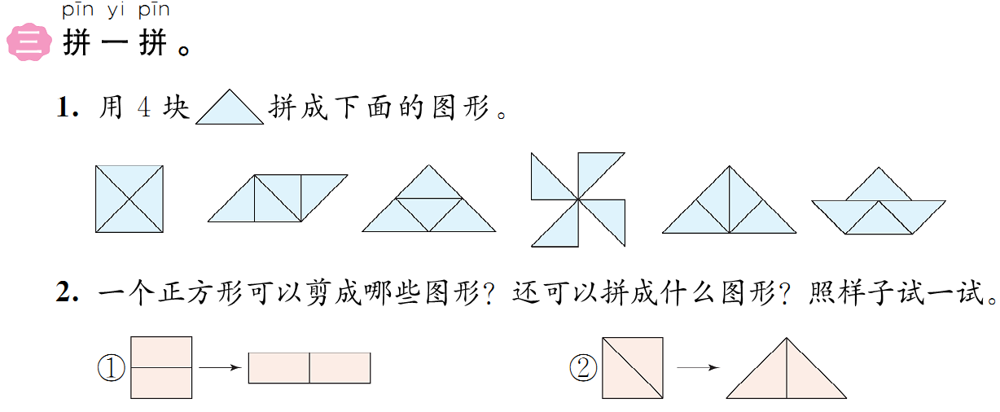 pīn yi pīn
三 拼一拼。
1. 用4块拼成下面的图形。
2. 一个正方形可以剪成哪些图形？还可以拼成什么图形？照样子试一试。
① ②